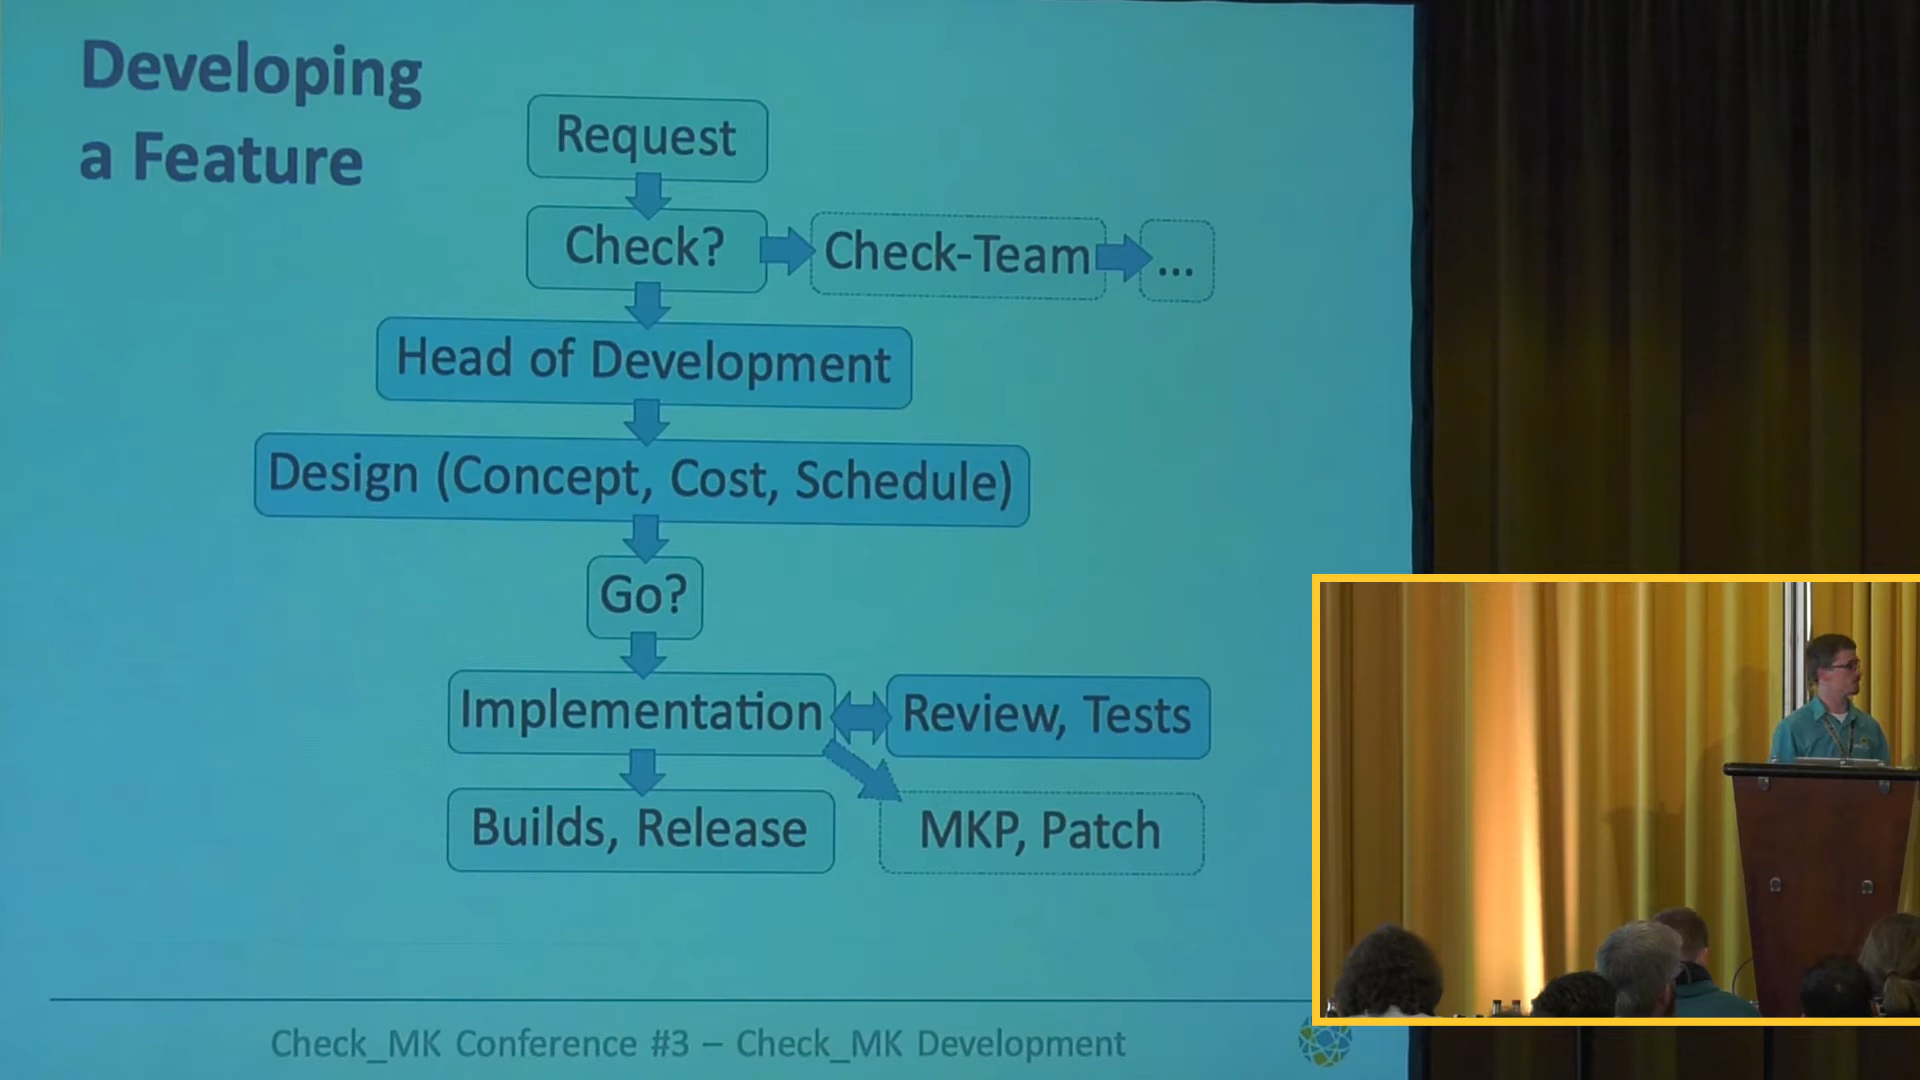 Developing
a Feature
Request
Check?
Check-Team
...
Head of Development
Design (Concept, Cost, Schedule)
Go?
Implementation
Review, Tests
Builds, Release
MKP, Patch
Check_MK Conference #3 – Check_MK Development